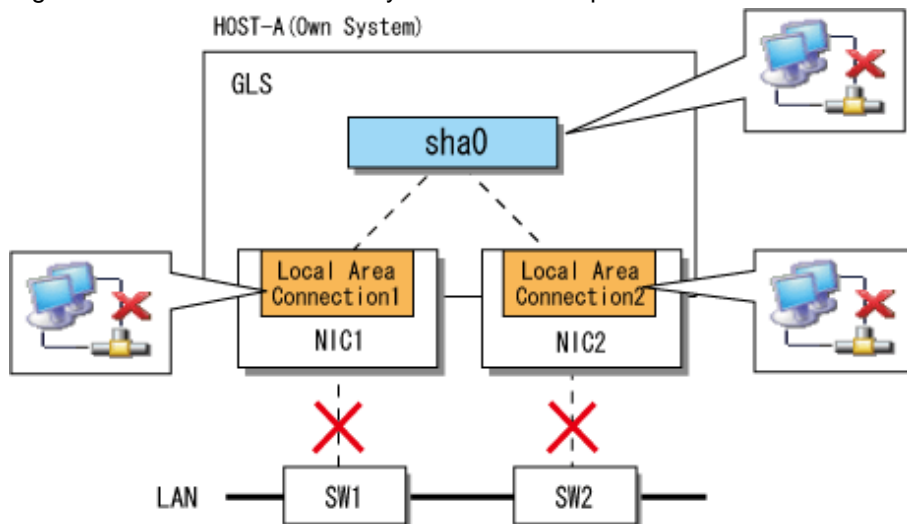 HOST-A(Own System)
GLS
sha0
Local Area
Connection1
Local Area
Connection2
NIC1
NIC2
LAN
SW1
SW2